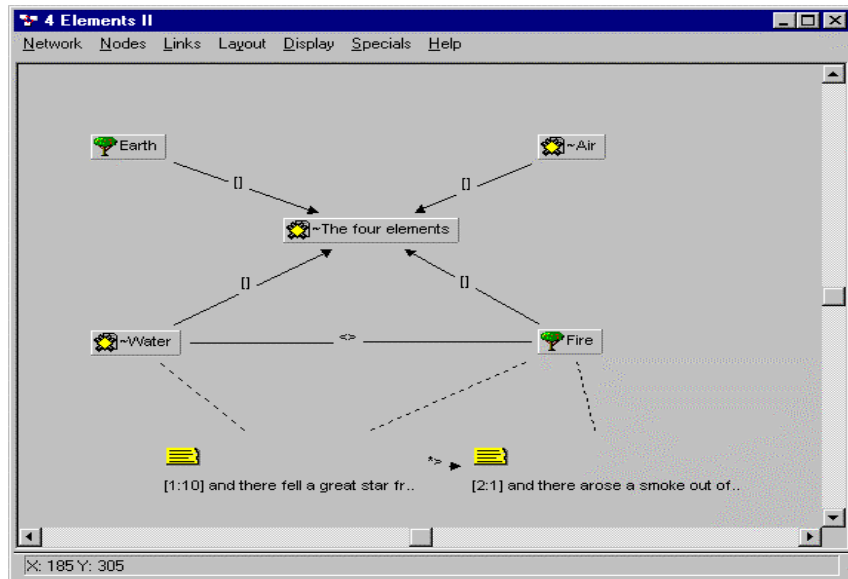 4 Elements II
Network Nodes Links Layout Display Specials Help
Earth
~Air
[]
[]
~The four elements
[]
[]
~Water
<>
Fire
*>
[1:10] and there fell a great star fr..
[2:1] and there arose a smoke out of..
X: 185 Y: 305